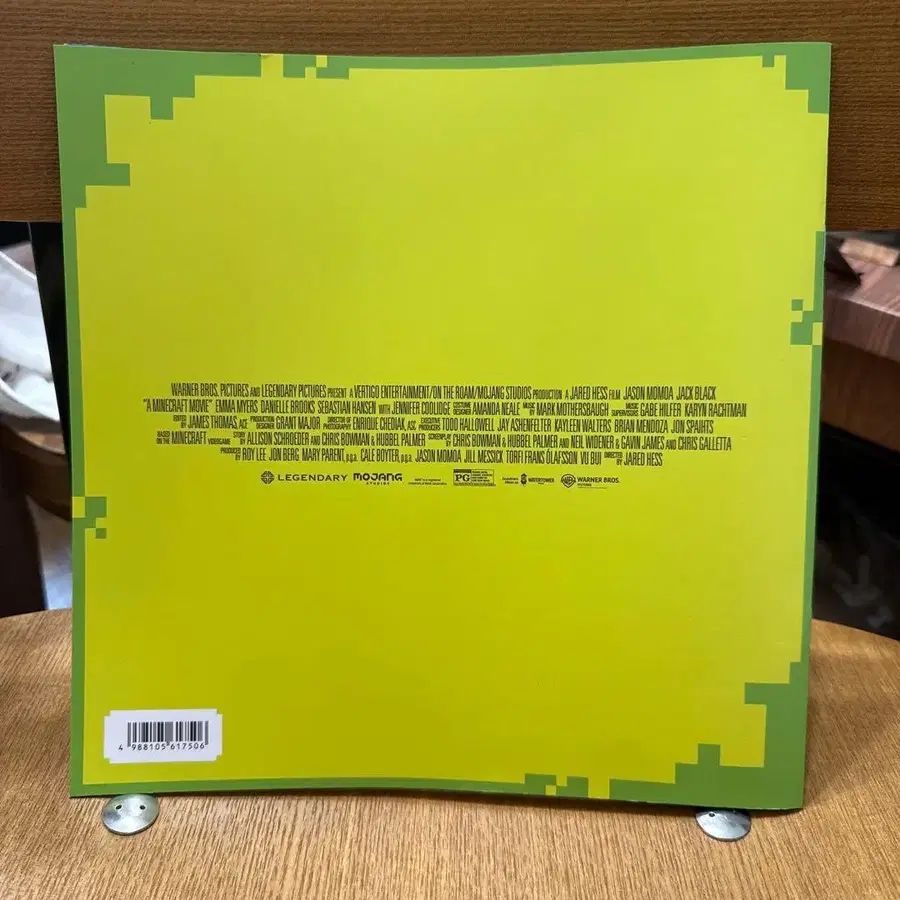 WARNER BROS. PICTURES AND LEGENDARY PICTURES PRESENT A VERTIGO ENTERTAINMENT/ON THE ROAM/MOJANG STUDIOS PRODUCTION A JARED HESS FILM JASON MOMOA JACK BLACK
"A MINECRAFT MOVIE" EMMA MYERS DANIELLE BROOKS SEBASTIAN HANSEN WITH JENNIFER COOLIDGE COSTUME DESIGNER AMANDA NEALE MUSIC BY MARK MOTHERSBAUGH MUSIC SUPERVISORS GABE HILFER KARYN RACHTMAN
EDITED BY JAMES THOMAS, ACE PRODUCTION DESIGNER GRANT MAJOR DIRECTOR OF PHOTOGRAPHY ENRIQUE CHEDIAK, ASC EXECUTIVE PRODUCERS TODD HALLOWELL JAY ASHENFELTER KAYLEEN WALTERS BRIAN MENDOZA JON SPAIHTS
BASED ON THE MINECRAFT VIDEOGAME STORY BY ALLISON SCHROEDER AND CHRIS BOWMAN & HUBBEL PALMER SCREENPLAY BY CHRIS BOWMAN & HUBBEL PALMER AND NEIL WIDENER & GAVIN JAMES AND CHRIS GALLETTA
PRODUCED BY ROY LEE JON BERG MARY PARENT, p.g.a. CALE BOYTER, p.g.a. JASON MOMOA JILL MESSICK TORFI FRANS ÓLAFSSON VU BUI DIRECTED BY JARED HESS
LEGENDARY MOJANG STUDIOS PG WATERTOWER WARNER BROS. PICTURES
4 988105 617506